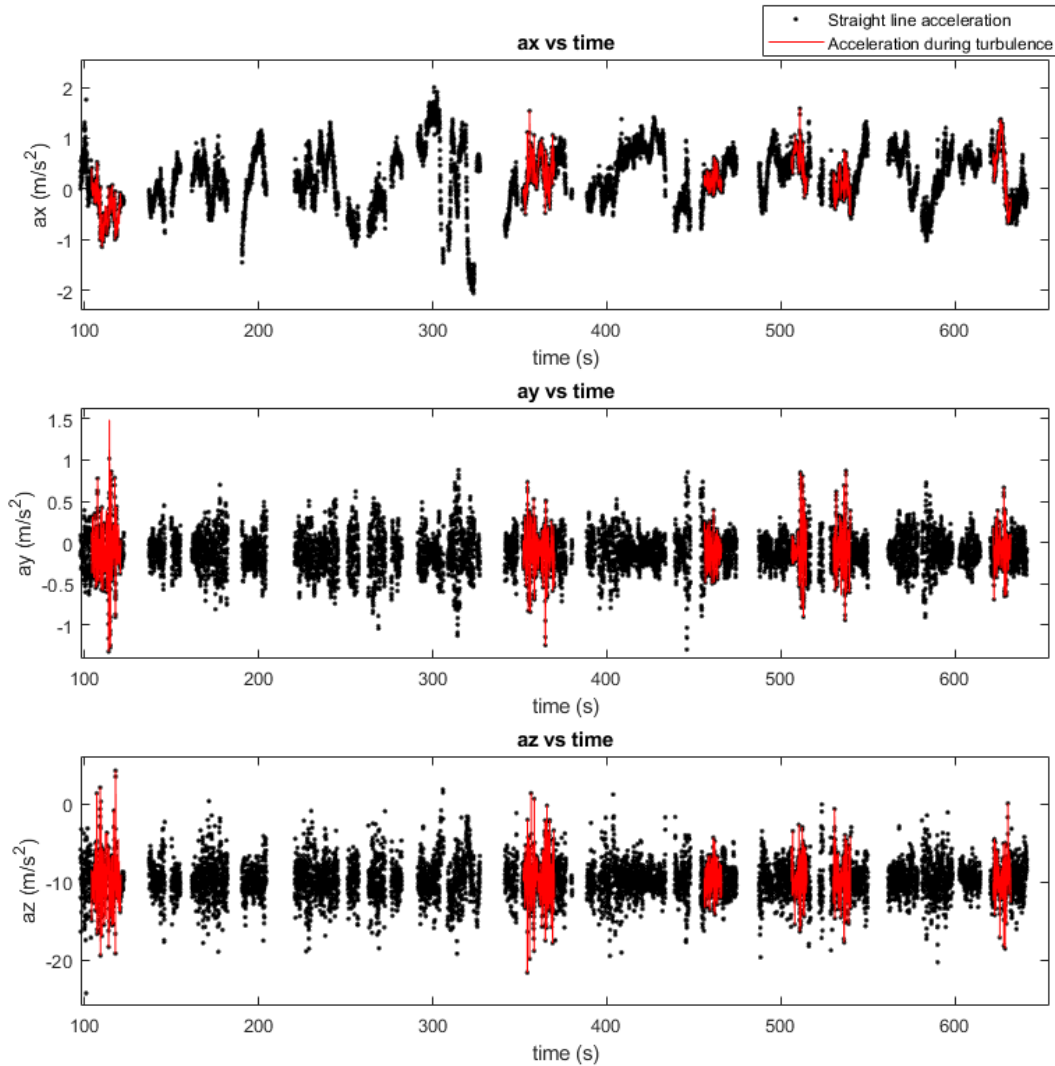 Straight line acceleration
Acceleration during turbulence
ax vs time
2
1
0
-1
-2
ax (m/s²)
100 200 300 400 500 600
time (s)
ay vs time
1.5
1
0.5
0
-0.5
-1
ay (m/s²)
100 200 300 400 500 600
time (s)
az vs time
0
-10
-20
az (m/s²)
100 200 300 400 500 600
time (s)